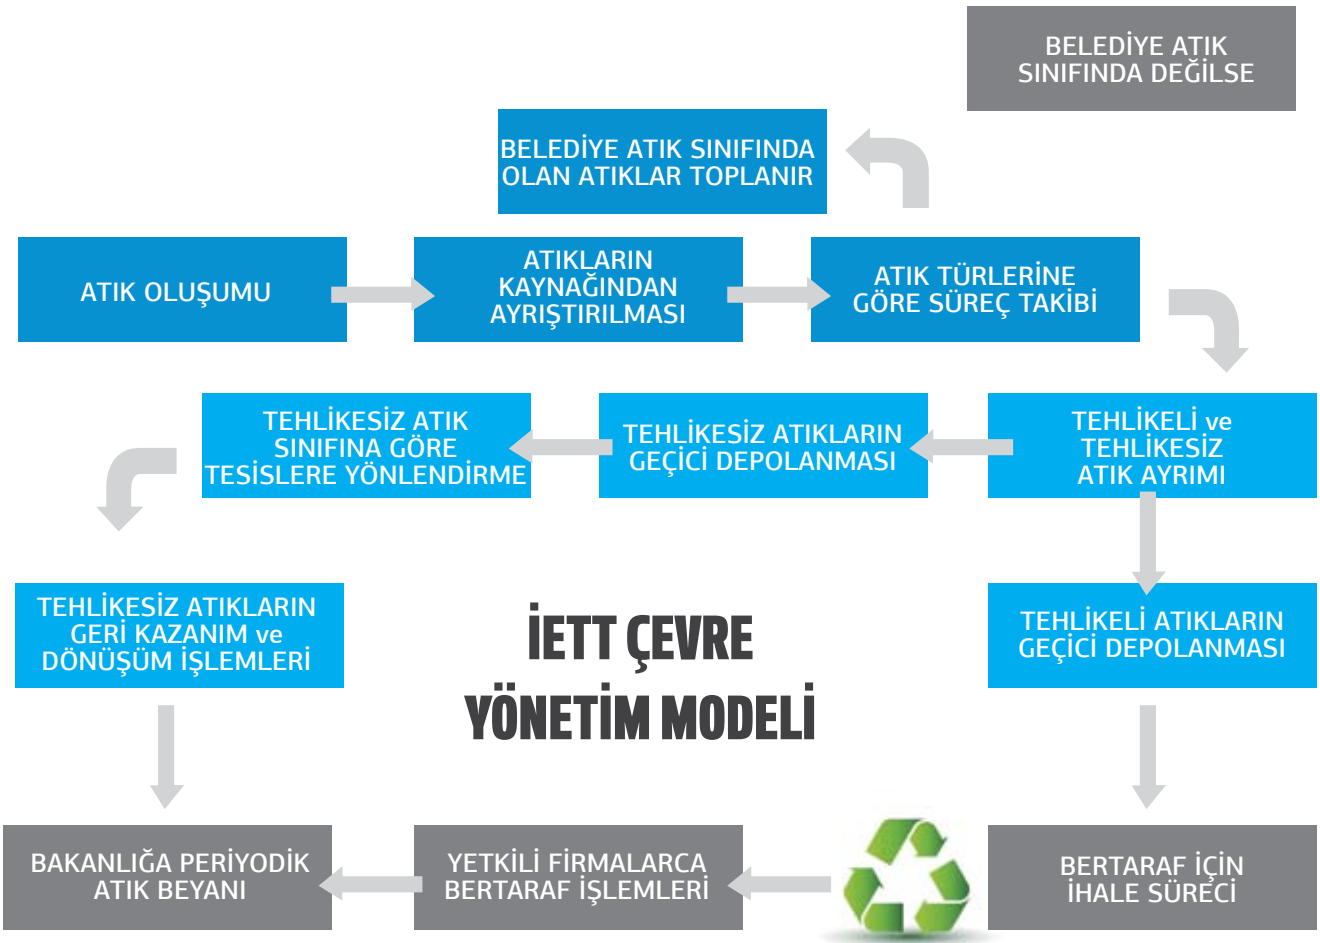 BELEDİYE ATIK
SINIFINDA DEĞİLSE
BELEDİYE ATIK SINIFINDA
OLAN ATIKLAR TOPLANIR
ATIK OLUŞUMU
ATIKLARIN
KAYNAĞINDAN
AYRIŞTIRILMASI
ATIK TÜRLERİNE
GÖRE SÜREÇ TAKİBİ
TEHLİKESİZ ATIK
SINIFINA GÖRE
TESİSLERE YÖNLENDİRME
TEHLİKESİZ ATIKLARIN
GEÇİCİ DEPOLANMASI
TEHLİKELİ ve
TEHLİKESİZ
ATIK AYRIMI
TEHLİKESİZ ATIKLARIN
GERİ KAZANIM ve
DÖNÜŞÜM İŞLEMLERİ
İETT ÇEVRE
YÖNETİM MODELİ
TEHLİKELİ ATIKLARIN
GEÇİCİ DEPOLANMASI
BAKANLIĞA PERİYODİK
ATIK BEYANI
YETKİLİ FİRMALARCA
BERTARAF İŞLEMLERİ
BERTARAF İÇİN
İHALE SÜRECİ